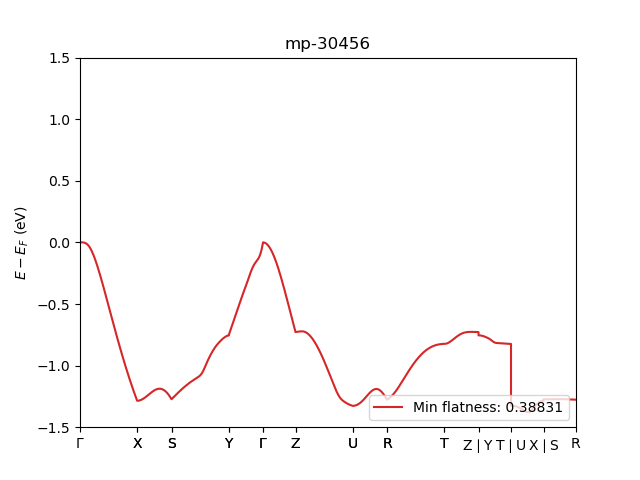 mp-30456
E − E_F (eV)
1.5
1.0
0.5
0.0
−0.5
−1.0
−1.5
Min flatness: 0.38831
Γ X S Y Γ Z U R T Z | Y T | U X | S R